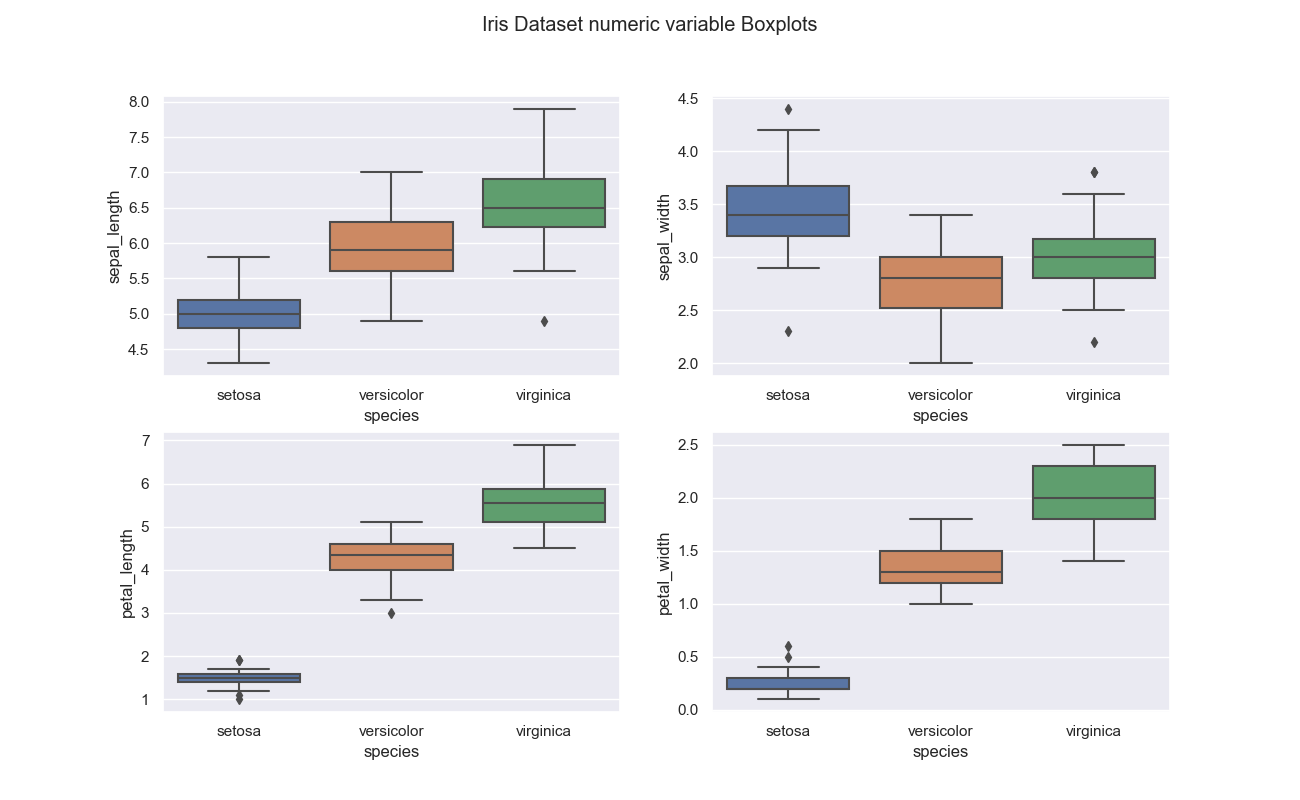 Iris Dataset numeric variable Boxplots
8.0
7.5
7.0
6.5
6.0
5.5
5.0
4.5
sepal_length
setosa versicolor virginica
species
4.5
4.0
3.5
3.0
2.5
2.0
sepal_width
setosa versicolor virginica
species
7
6
5
4
3
2
1
petal_length
setosa versicolor virginica
species
2.5
2.0
1.5
1.0
0.5
0.0
petal_width
setosa versicolor virginica
species